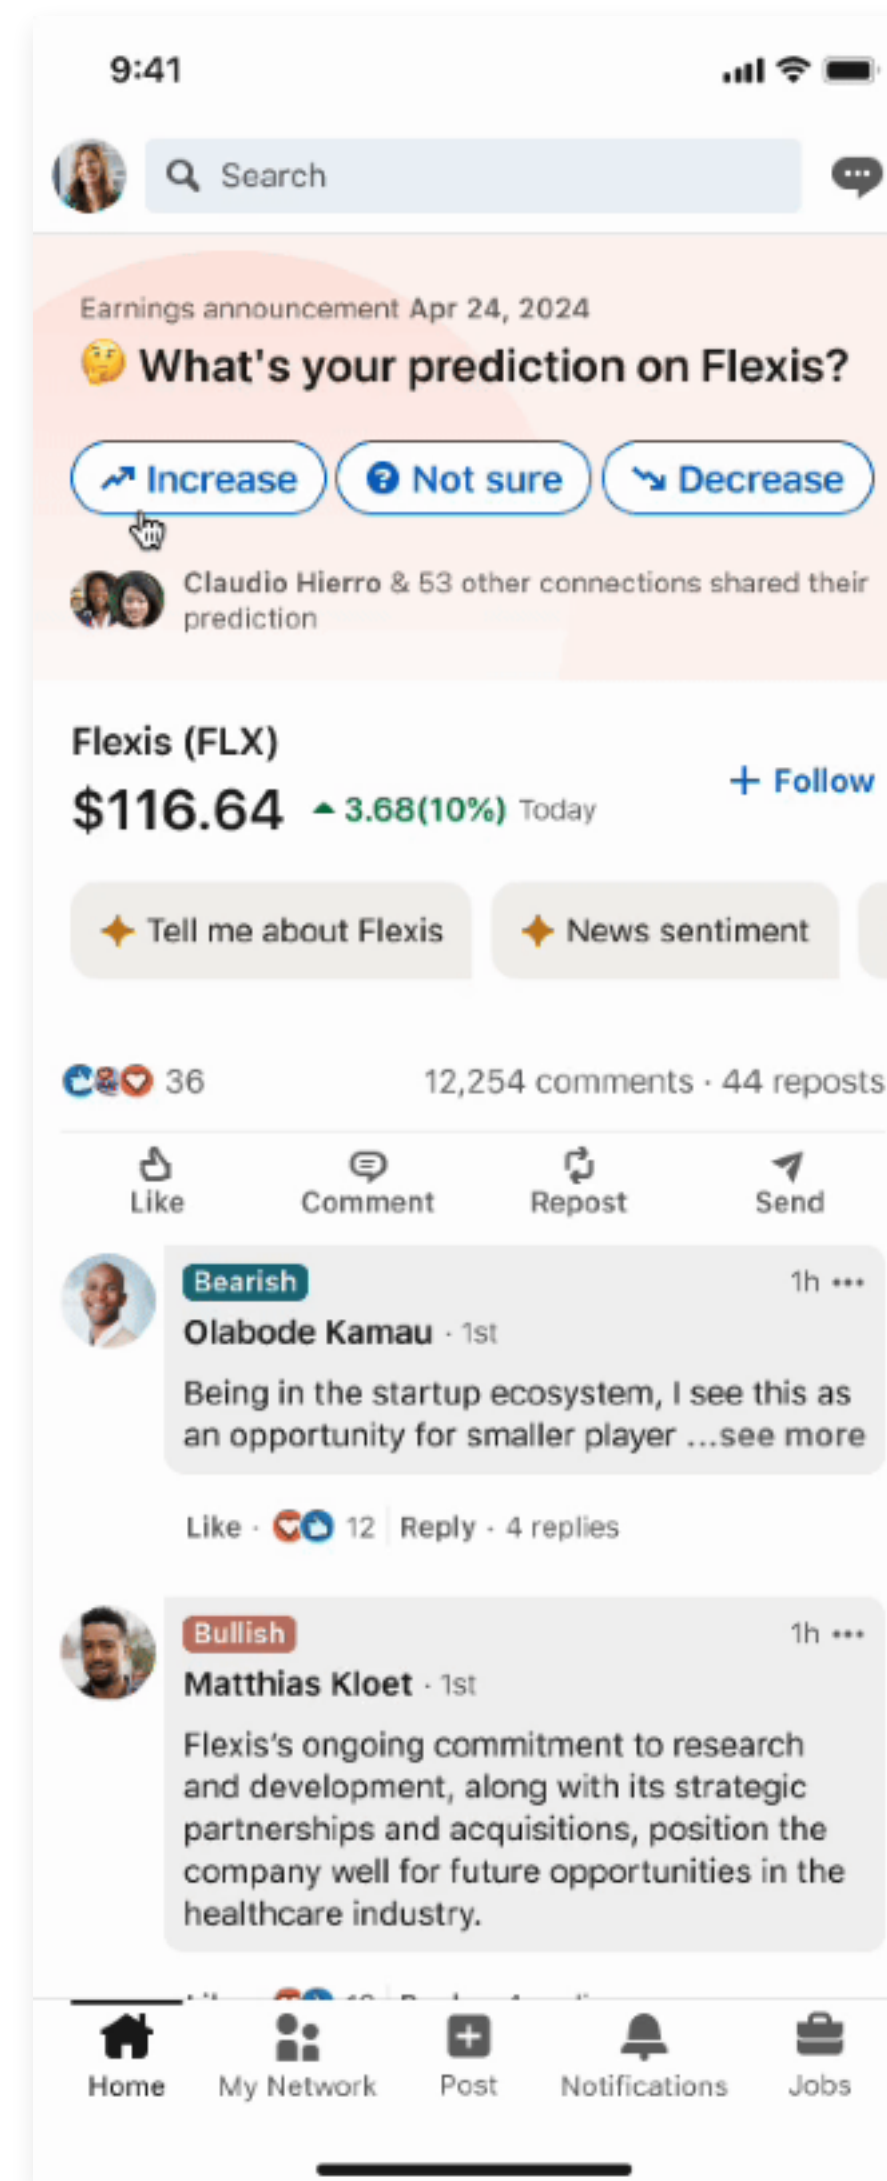 9:41
Search
Earnings announcement Apr 24, 2024
🤔 What's your prediction on Flexis?
Increase
Not sure
Decrease
Claudio Hierro & 53 other connections shared their
prediction
Flexis (FLX)
+ Follow
$116.64 3.68(10%) Today
Tell me about Flexis
News sentiment
36
12,254 comments · 44 reposts
Like
Comment
Repost
Send
Bearish
1h •••
Olabode Kamau · 1st
Being in the startup ecosystem, I see this as
an opportunity for smaller player ...see more
Like · 12 Reply · 4 replies
Bullish
1h •••
Matthias Kloet · 1st
Flexis's ongoing commitment to research
and development, along with its strategic
partnerships and acquisitions, position the
company well for future opportunities in the
healthcare industry.
Home
My Network
Post
Notifications
Jobs